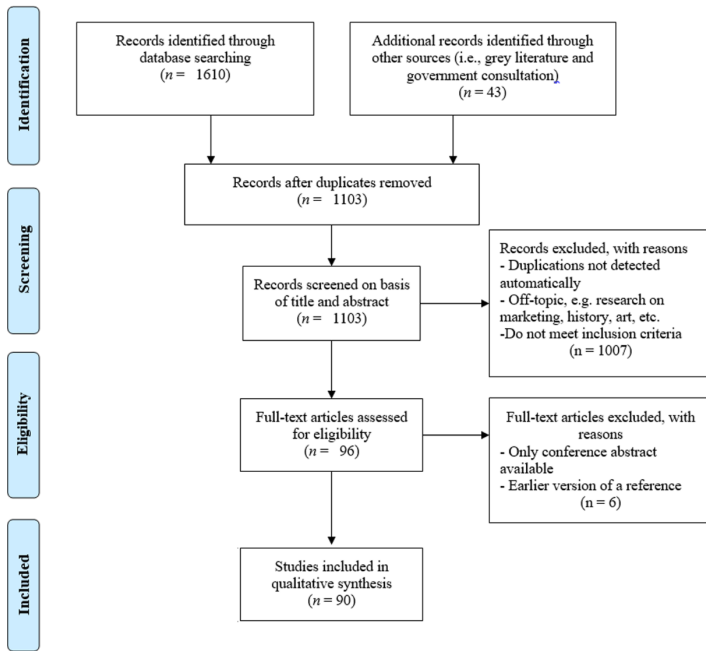 Identification
Records identified through
database searching
(n = 1610)
Additional records identified through
other sources (i.e., grey literature and
government consultation)
(n = 43)
Records after duplicates removed
(n = 1103)
Screening
Records screened on basis
of title and abstract
(n = 1103)
Records excluded, with reasons
- Duplications not detected
automatically
- Off-topic, e.g. research on
marketing, history, art, etc.
-Do not meet inclusion criteria
(n = 1007)
Eligibility
Full-text articles assessed
for eligibility
(n = 96)
Full-text articles excluded, with
reasons
- Only conference abstract
available
- Earlier version of a reference
(n = 6)
Included
Studies included in
qualitative synthesis
(n = 90)